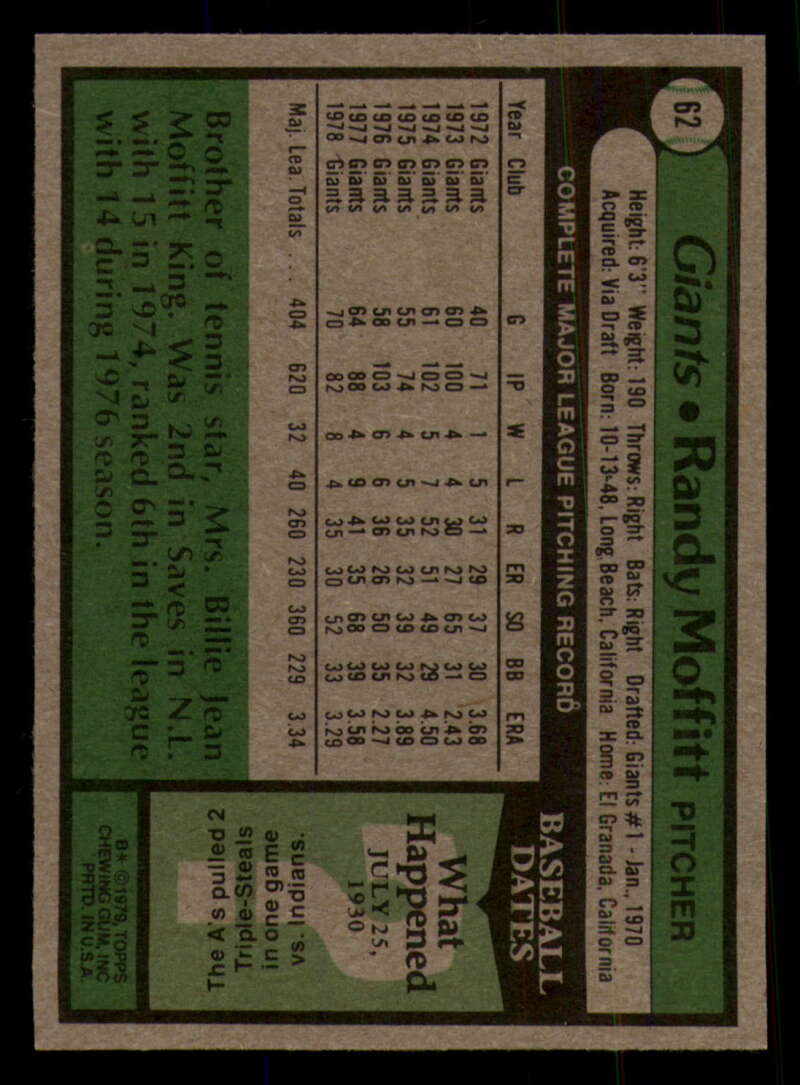 62
Giants • Randy Moffitt PITCHER
Height: 6'3" Weight: 190 Throws: Right Bats: Right Drafted: Giants #1 - Jan., 1970
Acquired: Via Draft Born: 10-13-48, Long Beach, California Home: El Granada, California
COMPLETE MAJOR LEAGUE PITCHING RECORD
Year Club G IP W L R ER SO BB ERA
1972 Giants 40 71 1 5 31 29 37 30 3.68
1973 Giants 60 100 4 4 30 27 65 31 2.43
1974 Giants 61 102 5 7 52 51 49 29 4.50
1975 Giants 55 74 4 5 35 32 39 32 3.89
1976 Giants 58 103 6 6 36 26 50 35 2.27
1977 Giants 64 88 4 9 41 35 68 39 3.58
1978 Giants 70 82 8 4 35 30 52 33 3.29
Maj. Lea. Totals ... 404 620 32 40 260 230 360 229 3.34
Brother of tennis star, Mrs. Billie Jean
Moffitt King. Was 2nd in Saves in N.L.
with 15 in 1974, ranked 6th in the league
with 14 during 1976 season.
BASEBALL
DATES
What
Happened
JULY 25,
1930
?
The A's pulled 2
Triple-Steals
in one game
vs. Indians.
B* ©1979 TOPPS
CHEWING GUM, INC
PRTD. IN U.S.A.